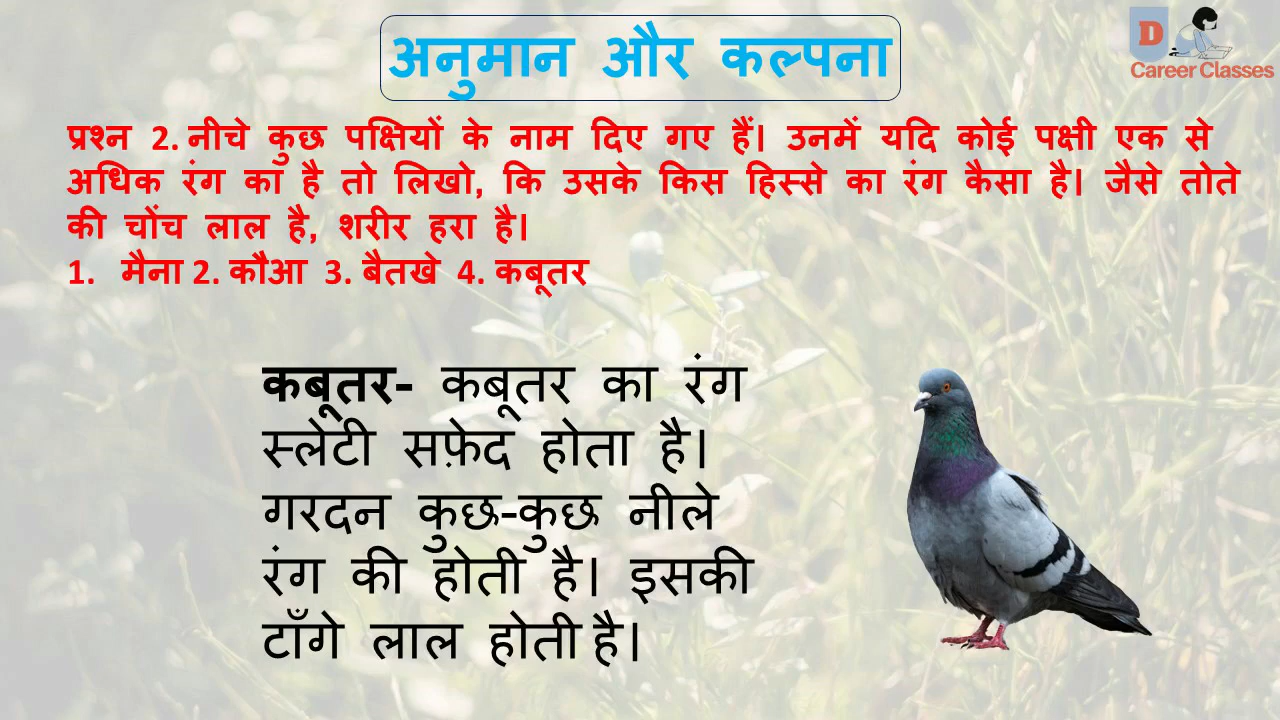 अनुमान और कल्पना
D
Career Classes
प्रश्न 2. नीचे कुछ पक्षियों के नाम दिए गए हैं। उनमें यदि कोई पक्षी एक से
अधिक रंग का है तो लिखो, कि उसके किस हिस्से का रंग कैसा है। जैसे तोते
की चोंच लाल है, शरीर हरा है।
1. मैना 2. कौआ 3. बैतखे 4. कबूतर
कबूतर- कबूतर का रंग
स्लेटी सफ़ेद होता है।
गरदन कुछ-कुछ नीले
रंग की होती है। इसकी
टाँगे लाल होती है।